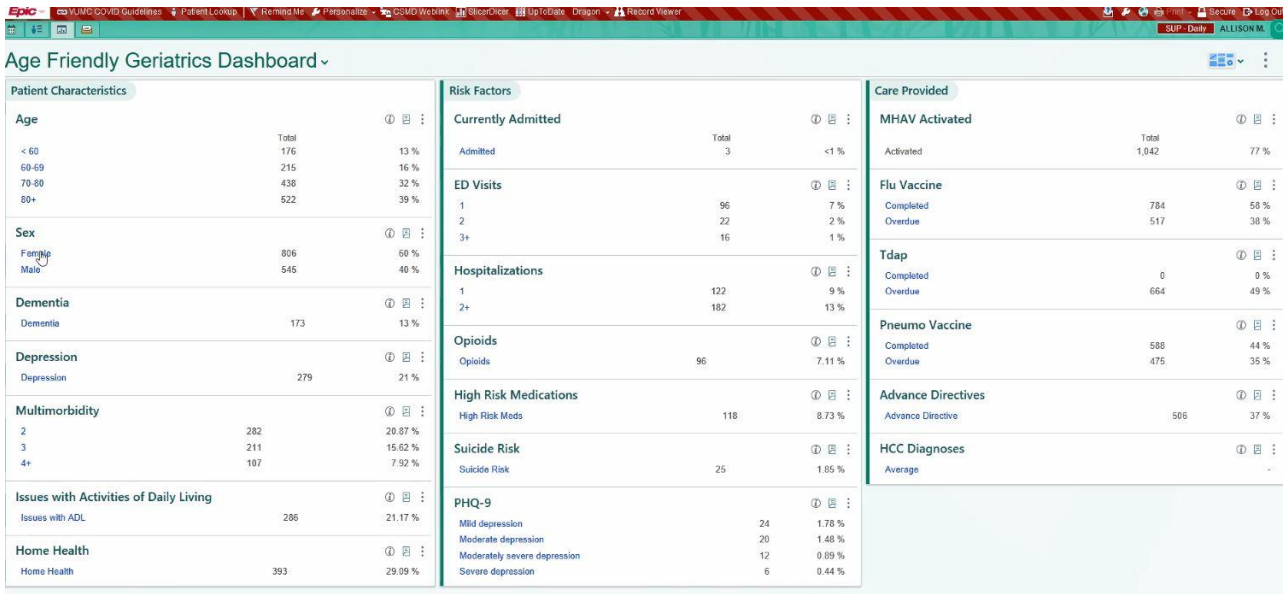 Epic VUMC COVID Guidelines Patient Lookup Remind Me Personalize CSMD Weblink SlicerDicer UpToDate Dragon Record Viewer Print Secure Log Out
SUP - Daily ALLISON M.
Age Friendly Geriatrics Dashboard
Patient Characteristics
Age
Total
< 60 176 13 %
60-69 215 16 %
70-80 438 32 %
80+ 522 39 %
Sex
Female 806 60 %
Male 545 40 %
Dementia
Dementia 173 13 %
Depression
Depression 279 21 %
Multimorbidity
2 282 20.87 %
3 211 15.62 %
4+ 107 7.92 %
Issues with Activities of Daily Living
Issues with ADL 286 21.17 %
Home Health
Home Health 393 29.09 %
Risk Factors
Currently Admitted
Total
Admitted 3 <1 %
ED Visits
1 96 7 %
2 22 2 %
3+ 16 1 %
Hospitalizations
1 122 9 %
2+ 182 13 %
Opioids
Opioids 96 7.11 %
High Risk Medications
High Risk Meds 118 8.73 %
Suicide Risk
Suicide Risk 25 1.85 %
PHQ-9
Mild depression 24 1.78 %
Moderate depression 20 1.48 %
Moderately severe depression 12 0.89 %
Severe depression 6 0.44 %
Care Provided
MHAV Activated
Total
Activated 1,042 77 %
Flu Vaccine
Completed 784 58 %
Overdue 517 38 %
Tdap
Completed 0 0 %
Overdue 664 49 %
Pneumo Vaccine
Completed 588 44 %
Overdue 475 35 %
Advance Directives
Advance Directive 506 37 %
HCC Diagnoses
Average -